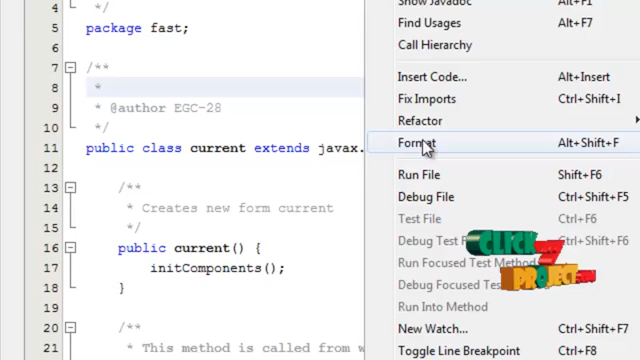 4 */
5 package fast;
6
7 /**
8 *
9 * @author EGC-28
10 */
11 public class current extends javax.
12
13 /**
14 * Creates new form current
15 */
16 public current() {
17 initComponents();
18 }
19
20 /**
21 * This method is called from w
Show Javadoc Alt+F1
Find Usages Alt+F7
Call Hierarchy
Insert Code... Alt+Insert
Fix Imports Ctrl+Shift+I
Refactor
Format Alt+Shift+F
Run File Shift+F6
Debug File Ctrl+Shift+F5
Test File Ctrl+F6
Debug Test F Ctrl+Shift+F6
Run Focused Test Method
Debug Focused Test
Run Into Method
New Watch... Ctrl+Shift+F7
Toggle Line Breakpoint Ctrl+F8
CLICK
PROJECT